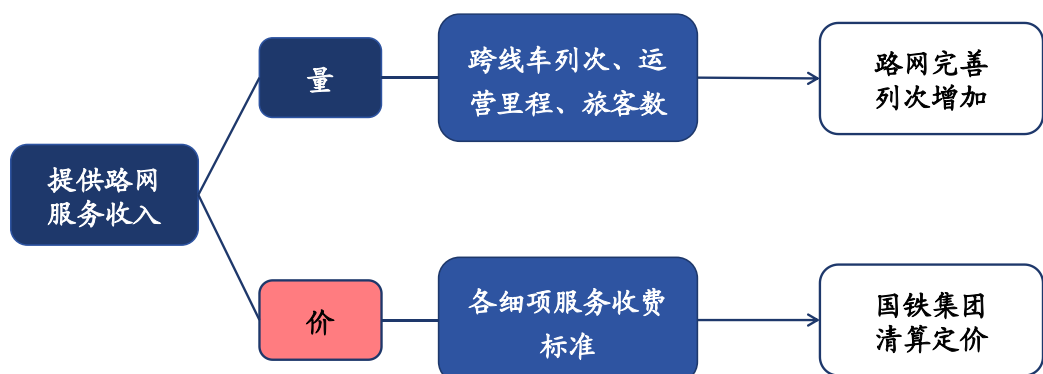 提供路网
服务收入
量
跨线车列次、运
营里程、旅客数
路网完善
列次增加
价
各细项服务收费
标准
国铁集团
清算定价